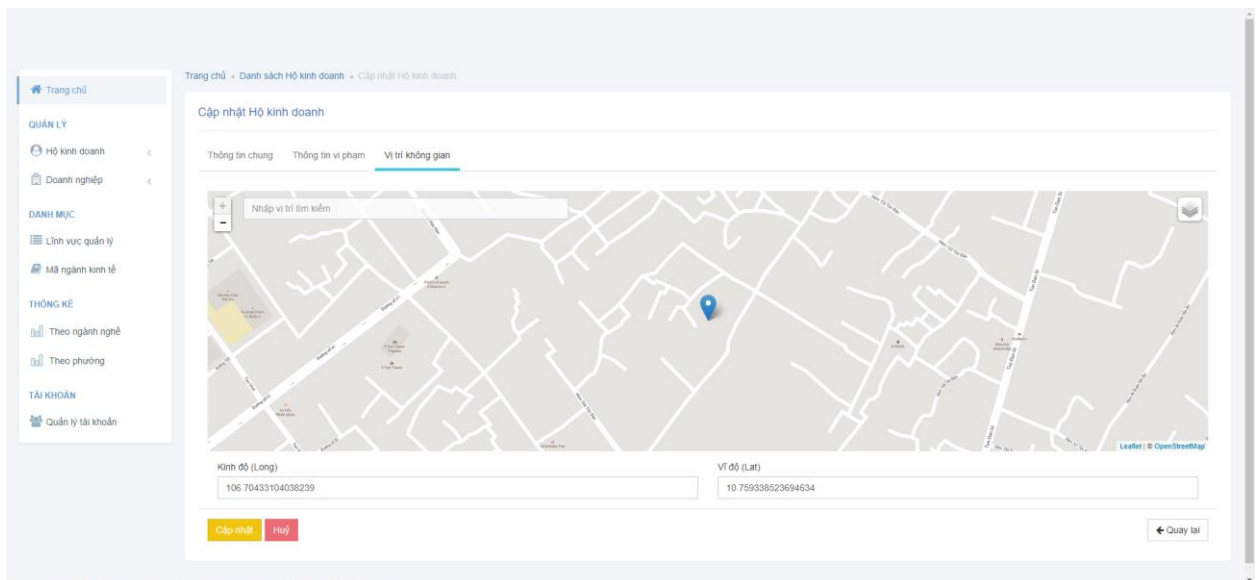 Trang chủ
Trang chủ • Danh sách Hộ kinh doanh • Cập nhật Hộ kinh doanh
Cập nhật Hộ kinh doanh
QUẢN LÝ
Hộ kinh doanh <
Doanh nghiệp <
DANH MỤC
Lĩnh vực quản lý
Mã ngành kinh tế
THỐNG KÊ
Theo ngành nghề
Theo phường
TÀI KHOẢN
Quản lý tài khoản
Thông tin chung
Thông tin vi phạm
Vị trí không gian
+
Nhập vị trí tìm kiếm
-
Leaflet | © OpenStreetMap
Kinh độ (Long)
Vĩ độ (Lat)
106.70433104038239
10.759338523694634
Cập nhật
Huỷ
Quay lại